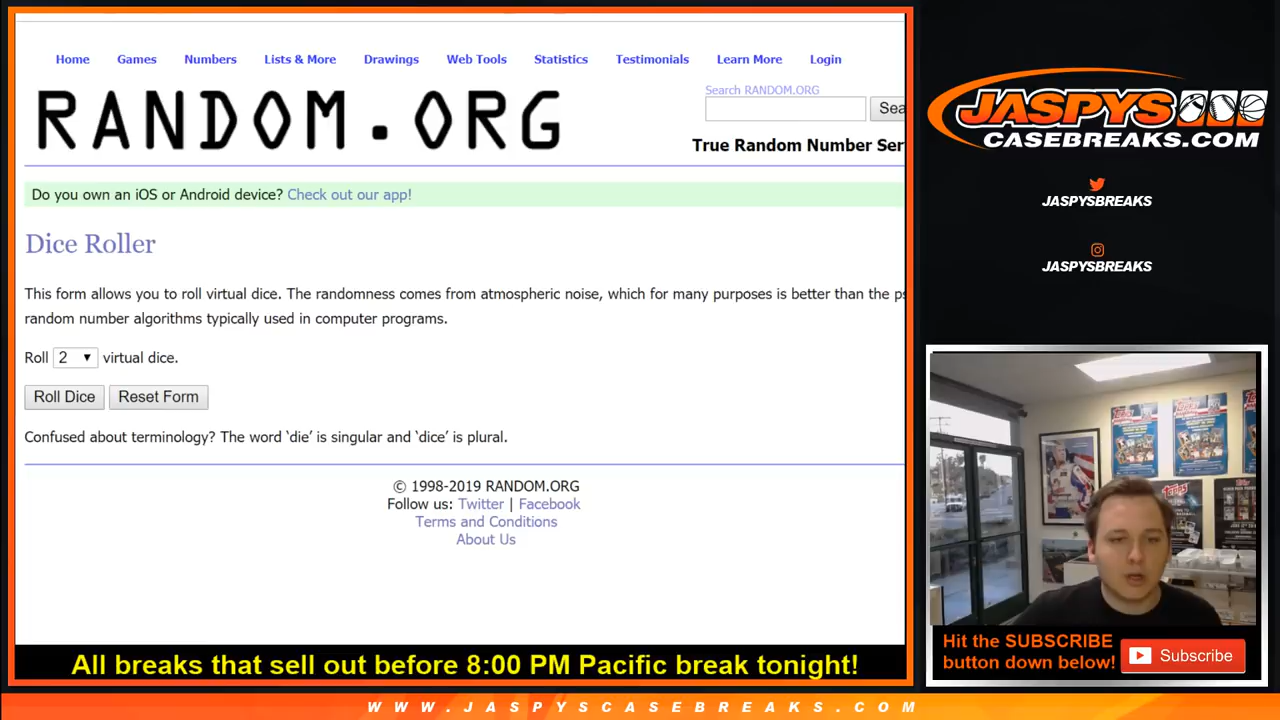 Home Games Numbers Lists & More Drawings Web Tools Statistics Testimonials Learn More Login
RANDOM.ORG
Search RANDOM.ORG
Sea
True Random Number Ser
Do you own an iOS or Android device? Check out our app!
Dice Roller
This form allows you to roll virtual dice. The randomness comes from atmospheric noise, which for many purposes is better than the ps
random number algorithms typically used in computer programs.
Roll 2 virtual dice.
Roll Dice Reset Form
Confused about terminology? The word ‘die’ is singular and ‘dice’ is plural.
© 1998-2019 RANDOM.ORG
Follow us: Twitter | Facebook
Terms and Conditions
About Us
All breaks that sell out before 8:00 PM Pacific break tonight!
WWW.JASPYSCASEBREAKS.COM
JASPYS
CASEBREAKS.COM
JASPYSBREAKS
JASPYSBREAKS
topps
topps
Hit the SUBSCRIBE
button down below!
Subscribe